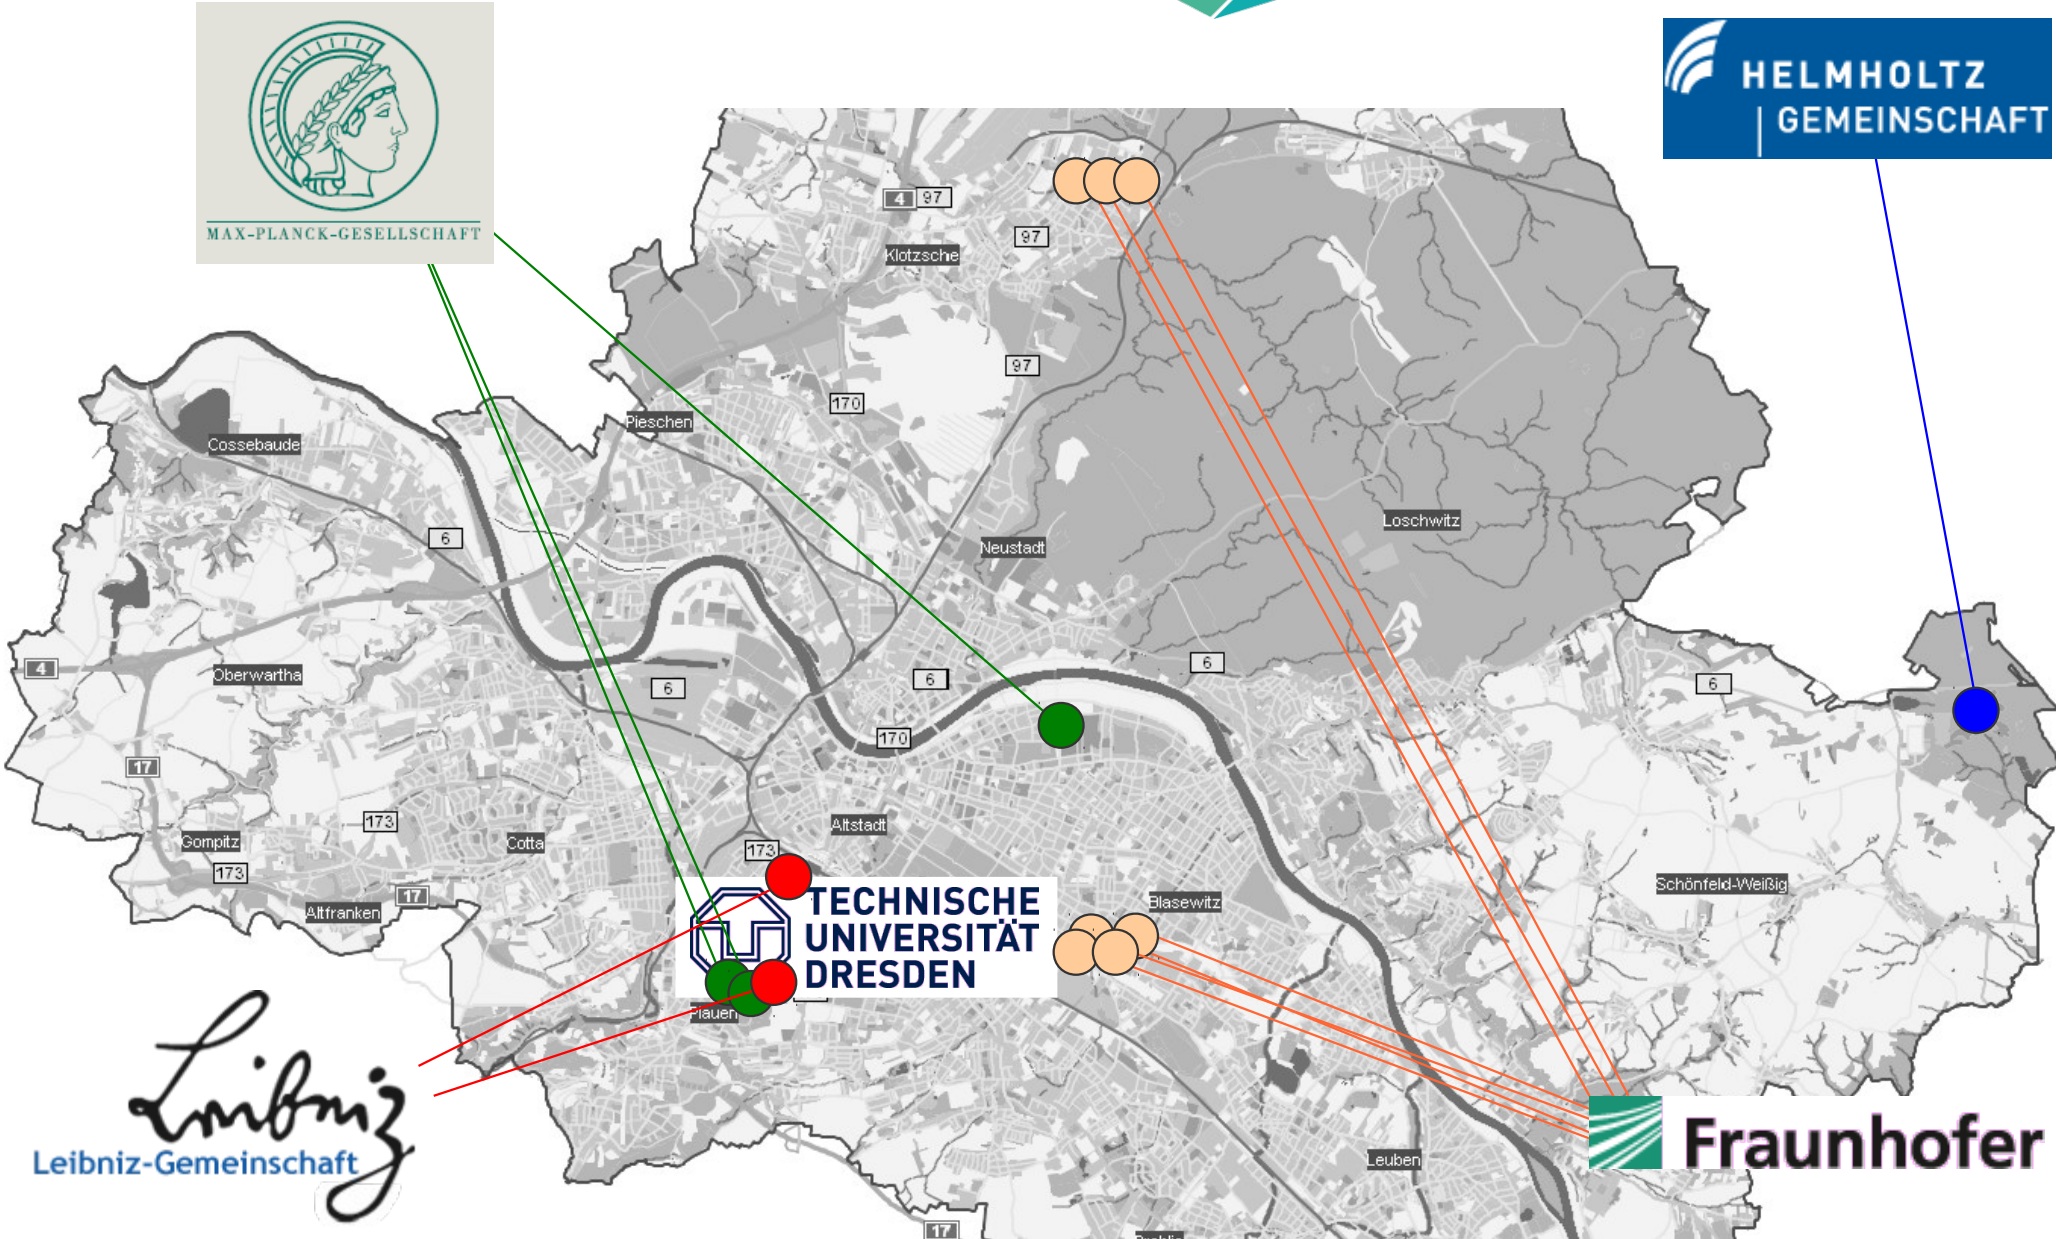 MAX-PLANCK-GESELLSCHAFT
HELMHOLTZ
GEMEINSCHAFT
4
97
97
Klotzsche
97
170
Pieschen
Cossebaude
6
Loschwitz
Neustadt
4
Oberwartha
6
6
6
6
170
17
173
Gompitz
173
Cotta
Altstadt
173
17
Altfranken
Schönfeld-Weißig
Blasewitz
TECHNISCHE
UNIVERSITÄT
DRESDEN
Plauen
Leibniz
Leibniz-Gemeinschaft
Fraunhofer
Leuben
17